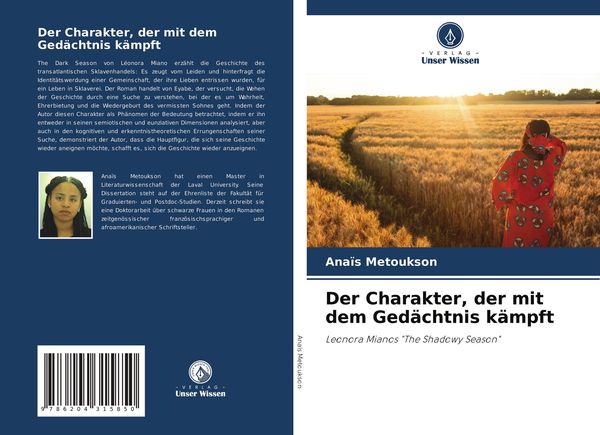 Der Charakter, der mit dem
Gedächtnis kämpft
The Dark Season von Léonora Miano erzählt die Geschichte des
transatlantischen Sklavenhandels: Es zeugt vom Leiden und hinterfragt die
Identitätswerdung einer Gemeinschaft, der ihre Lieben entrissen wurden, für
ein Leben in Sklaverei. Der Roman handelt von Eyabe, der versucht, die Wehen
der Geschichte durch eine Suche zu verstehen, bei der es um Wahrheit,
Ehrerbietung und die Wiedergeburt des vermissten Sohnes geht. Indem der
Autor diesen Charakter als Phänomen der Bedeutung betrachtet, indem er ihn
entweder in seinen semiotischen und eunziativen Dimensionen analysiert, aber
auch in den kognitiven und erkenntnistheoretischen Errungenschaften seiner
Suche, demonstriert der Autor, dass die Hauptfigur, die sich seine Geschichte
wieder aneignen möchte, schafft es, sich die Geschichte wieder anzueignen.
Anaïs Metoukson hat einen Master in
Literaturwissenschaft der Laval University. Seine
Dissertation steht auf der Ehrenliste der Fakultät für
Graduierten- und Postdoc-Studien. Derzeit schreibt sie
eine Doktorarbeit über schwarze Frauen in den Romanen
zeitgenössischer französischsprachiger und
afroamerikanischer Schriftsteller.
9 786204 315850
VERLAG
Unser Wissen
Anaïs Metoukson
VERLAG
Unser Wissen
Anaïs Metoukson
Der Charakter, der mit
dem Gedächtnis kämpft
Leonora Mianos "The Shadowy Season"